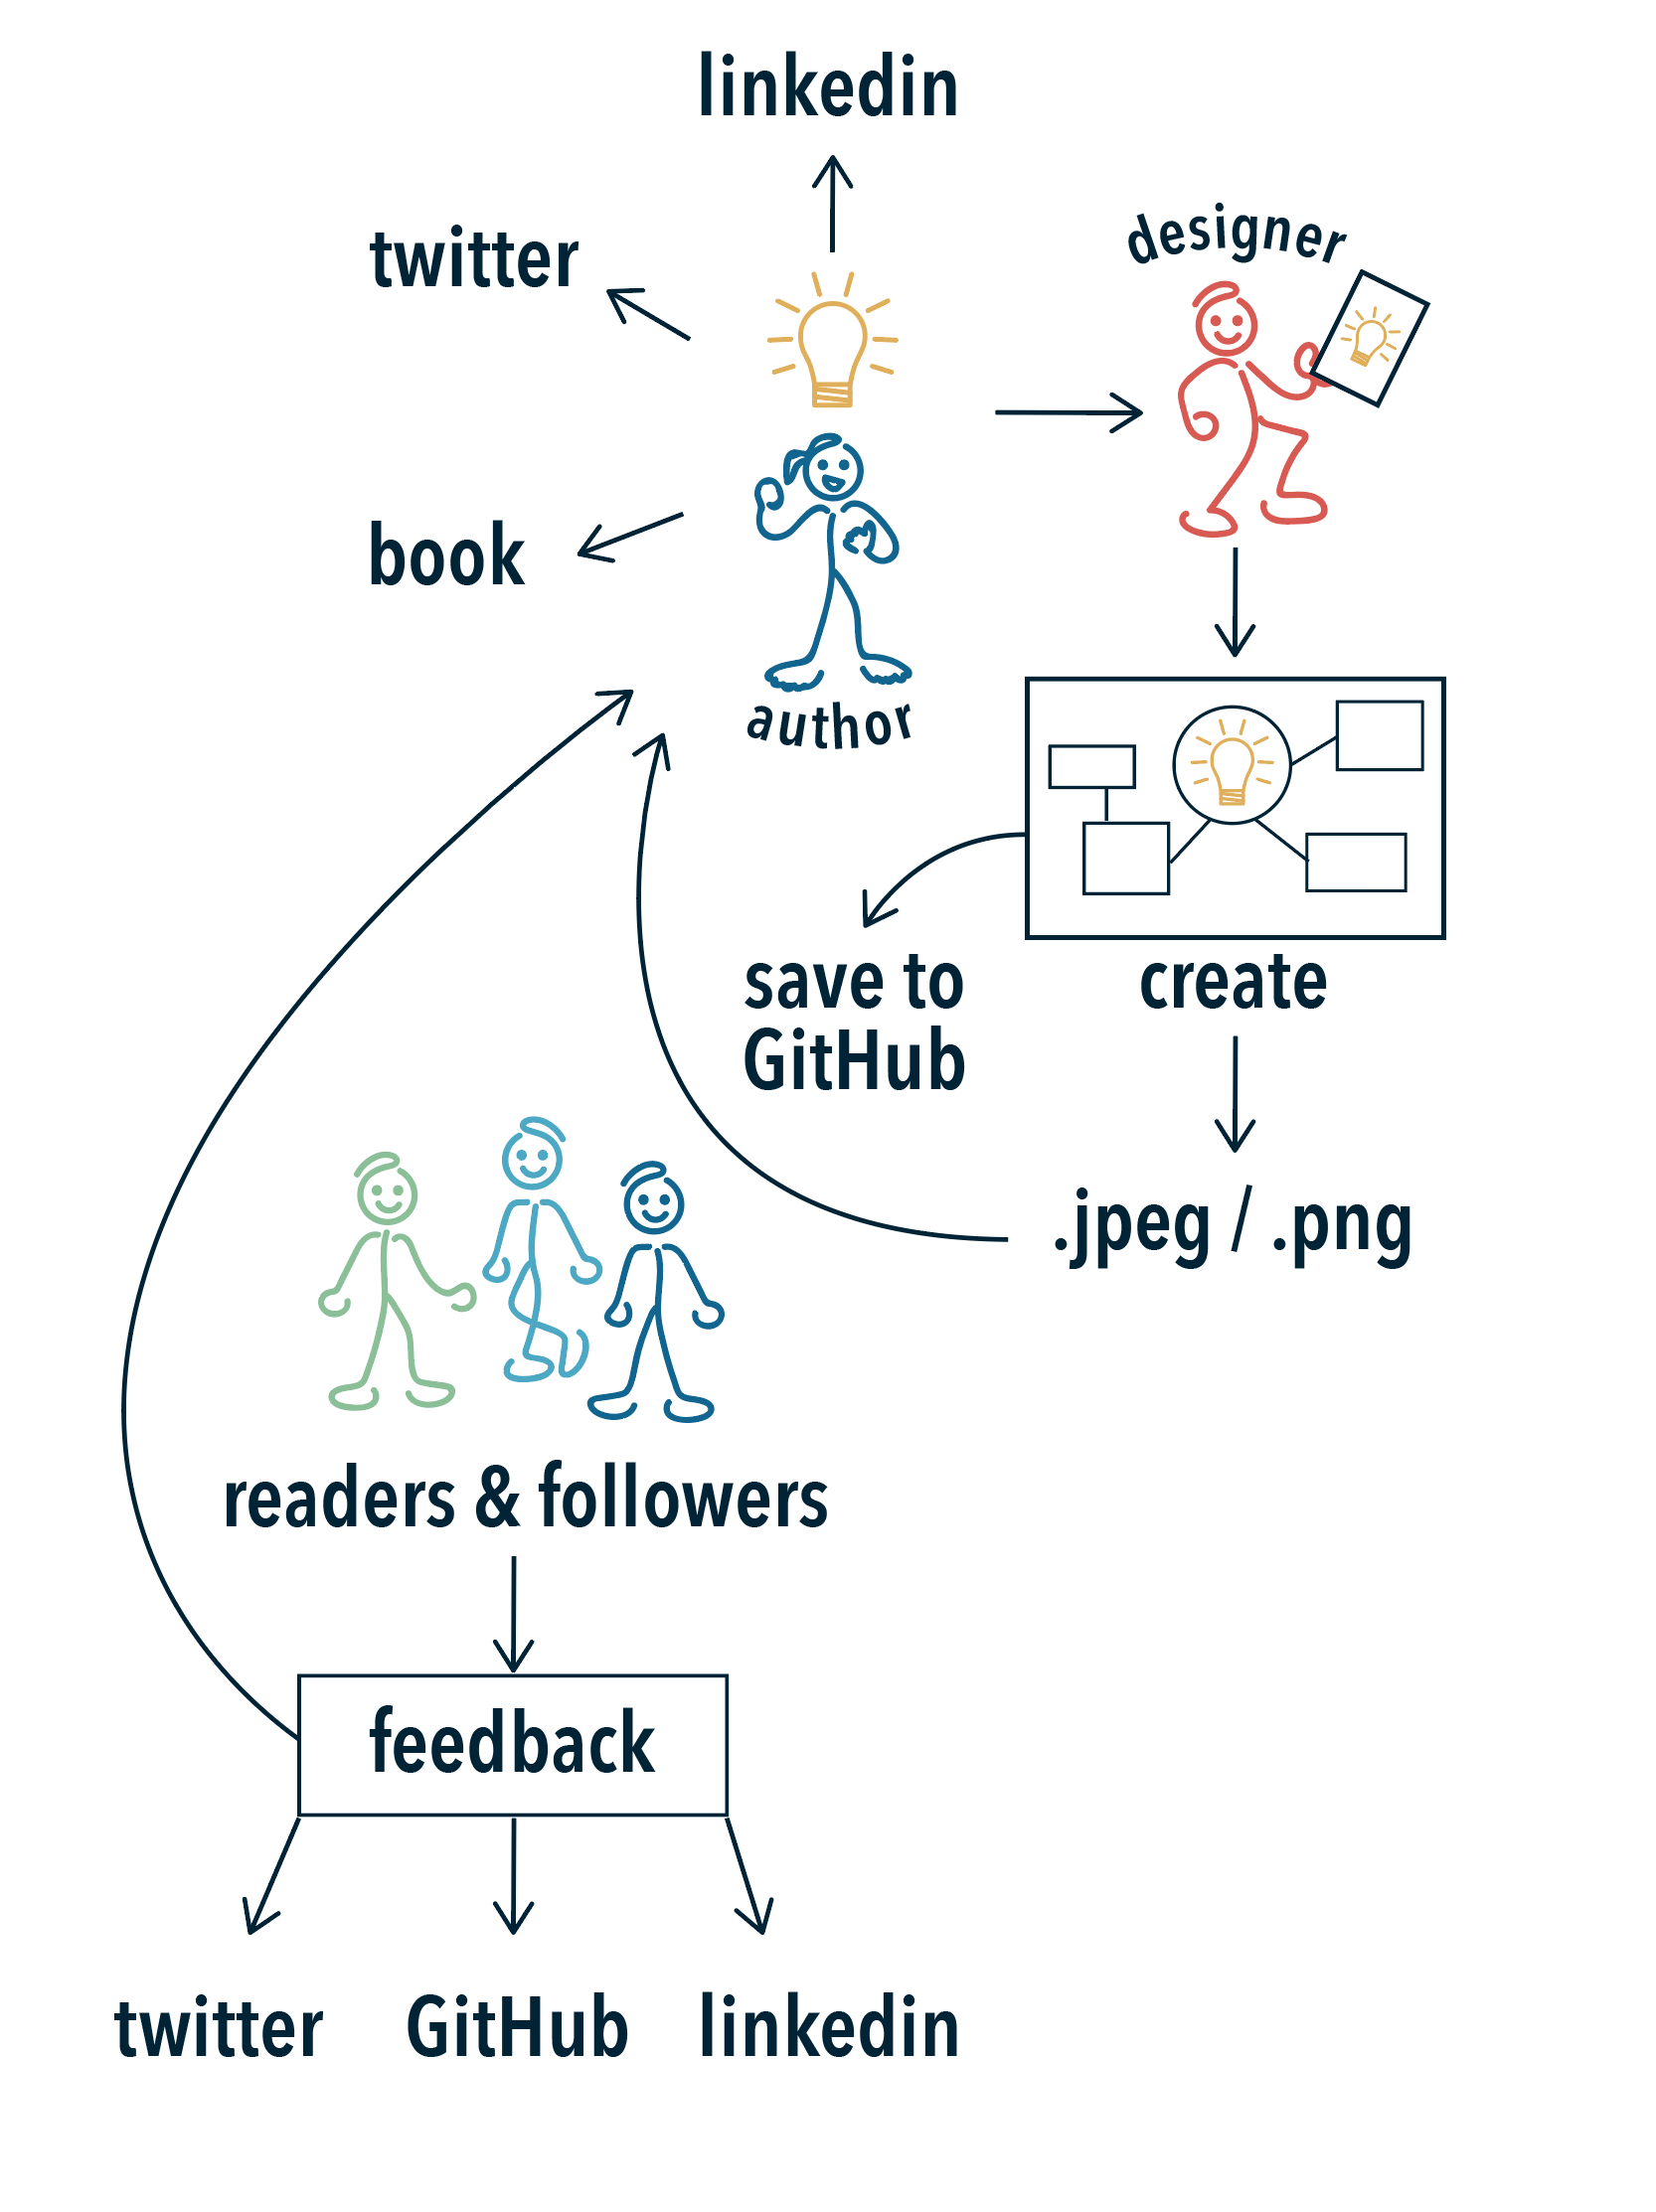 linkedin
twitter
designer
book
author
save to
GitHub
create
.jpeg / .png
readers & followers
feedback
twitter
GitHub
linkedin